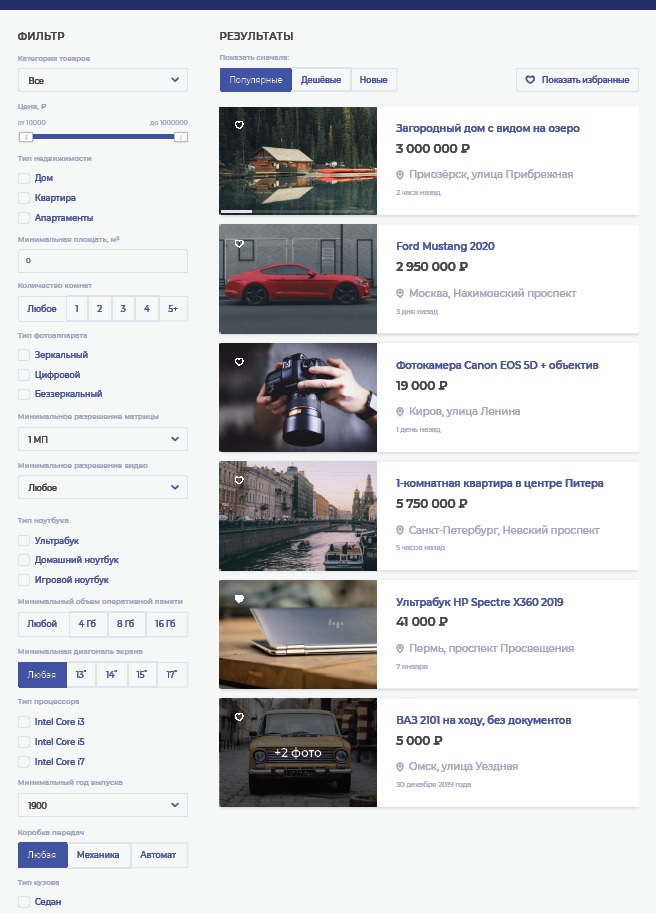 ФИЛЬТР
Категория товаров
Все
Цена, ₽
от 10000
до 1000000
Тип недвижимости
Дом
Квартира
Апартаменты
Минимальная площать, м²
0
Количество комнат
Любое 1 2 3 4 5+
Тип фотоаппарата
Зеркальный
Цифровой
Беззеркальный
Минимальное разрешение матрицы
1 МП
Минимальное разрешение видео
Любое
Тип ноутбука
Ультрабук
Домашний ноутбук
Игровой ноутбук
Минимальный объем оперативной памяти
Любой 4 Гб 8 Гб 16 Гб
Минимальная диагональ экрана
Любая 13" 14" 15" 17"
Тип процессора
Intel Core i3
Intel Core i5
Intel Core i7
Минимальный год выпуска
1900
Коробка передач
Любая Механика Автомат
Тип кузова
Седан
РЕЗУЛЬТАТЫ
Показать сначала:
Популярные Дешёвые Новые
Показать избранные
Загородный дом с видом на озеро
3 000 000 ₽
Приозёрск, улица Прибрежная
2 часа назад
Ford Mustang 2020
2 950 000 ₽
Москва, Нахимовский проспект
3 дня назад
Фотокамера Canon EOS 5D + объектив
19 000 ₽
Киров, улица Ленина
1 день назад
1-комнатная квартира в центре Питера
5 750 000 ₽
Санкт-Петербург, Невский проспект
5 часов назад
hp
Ультрабук HP Spectre X360 2019
41 000 ₽
Пермь, проспект Просвещения
7 января
+2 фото
ВАЗ 2101 на ходу, без документов
5 000 ₽
Омск, улица Уездная
30 декабря 2019 года